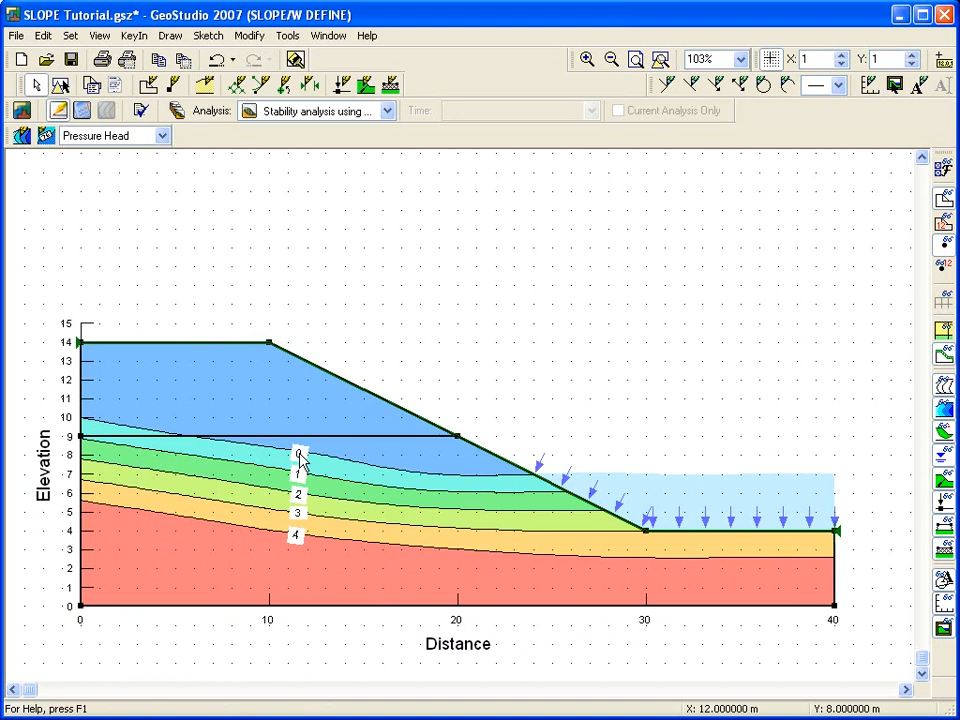 SLOPE Tutorial.gsz* - GeoStudio 2007 (SLOPE/W DEFINE)
File Edit Set View KeyIn Draw Sketch Modify Tools Window Help
103% X: 1 Y: 1
Analysis: Stability analysis using ... Time: Current Analysis Only
Pressure Head
15
14
13
12
11
10
9
8
7
6
5
4
3
2
1
0
Elevation
0
1
2
3
4
0 10 20 30 40
Distance
For Help, press F1 X: 12.000000 m Y: 8.000000 m